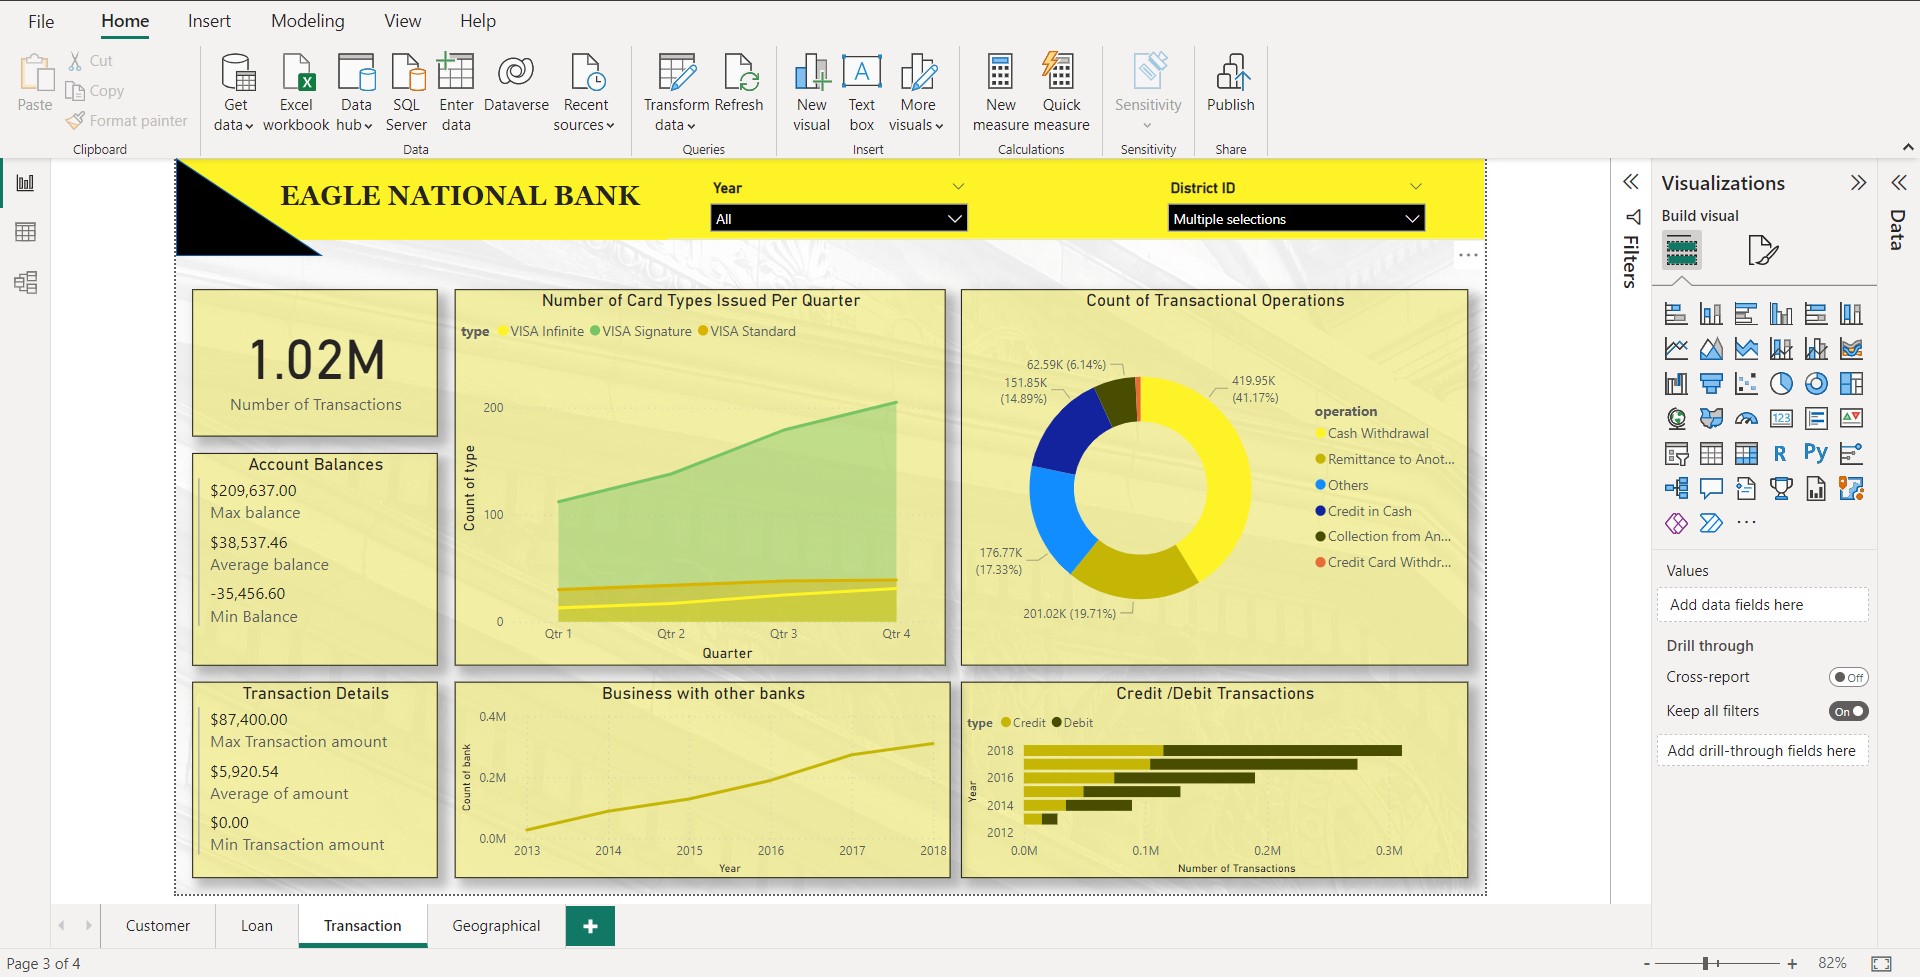 File Home Insert Modeling View Help
Paste
Cut
Copy
Format painter
Clipboard
Get data
Excel workbook
Data hub
SQL Server
Enter data
Dataverse
Recent sources
Data
Transform data
Refresh
Queries
New visual
Text box
More visuals
Insert
New measure
Quick measure
Calculations
Sensitivity
Sensitivity
Publish
Share
EAGLE NATIONAL BANK
Year
All
District ID
Multiple selections
1.02M
Number of Transactions
Account Balances
$209,637.00
Max balance
$38,537.46
Average balance
-35,456.60
Min Balance
Transaction Details
$87,400.00
Max Transaction amount
$5,920.54
Average of amount
$0.00
Min Transaction amount
Number of Card Types Issued Per Quarter
type VISA Infinite VISA Signature VISA Standard
Count of type
200
100
0
Qtr 1 Qtr 2 Qtr 3 Qtr 4
Quarter
Count of Transactional Operations
62.59K (6.14%)
151.85K
(14.89%)
419.95K
(41.17%)
176.77K
(17.33%)
201.02K (19.71%)
operation
Cash Withdrawal
Remittance to Anot...
Others
Credit in Cash
Collection from An...
Credit Card Withdr...
Business with other banks
Count of bank
0.4M
0.2M
0.0M
2013 2014 2015 2016 2017 2018
Year
Credit /Debit Transactions
type Credit Debit
Year
2018
2016
2014
2012
0.0M 0.1M 0.2M 0.3M
Number of Transactions
Filters
Visualizations
Build visual
123
R
Py
Values
Add data fields here
Drill through
Cross-report
Off
Keep all filters
On
Add drill-through fields here
Data
Customer Loan Transaction Geographical
Page 3 of 4
- + 82%